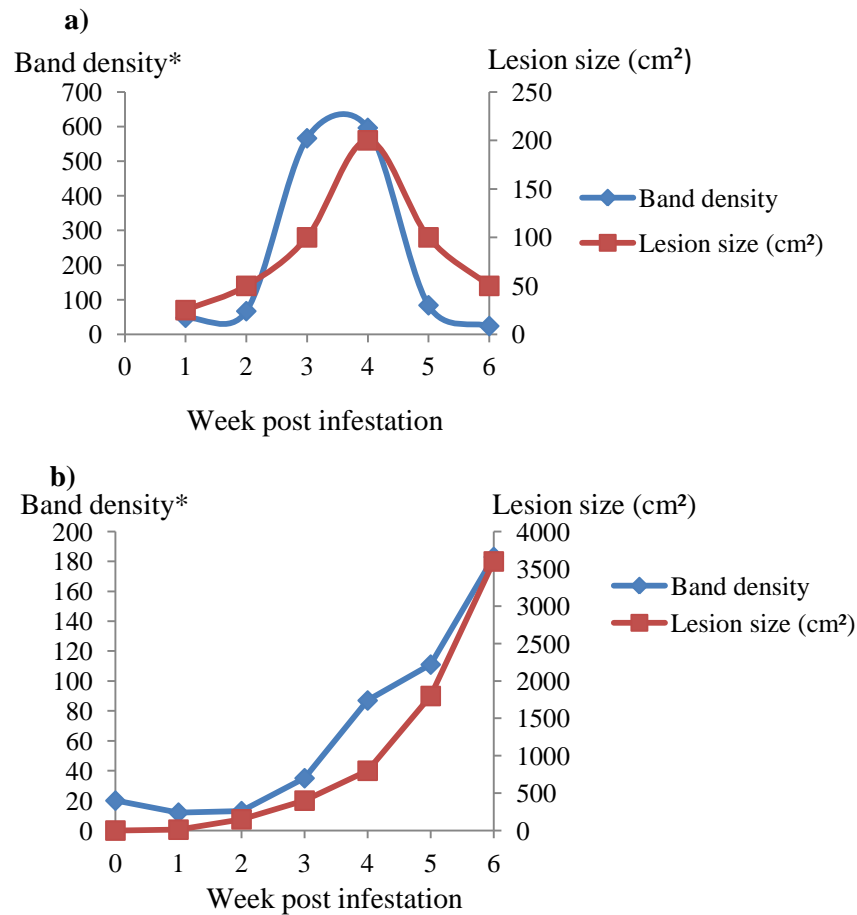 a)
Band density*
Lesion size (cm²)
700
600
500
400
300
200
100
0
250
200
150
100
50
0
0 1 2 3 4 5 6
Week post infestation
Band density
Lesion size (cm²)
b)
Band density*
Lesion size (cm²)
200
180
160
140
120
100
80
60
40
20
0
4000
3500
3000
2500
2000
1500
1000
500
0
0 1 2 3 4 5 6
Week post infestation
Band density
Lesion size (cm²)